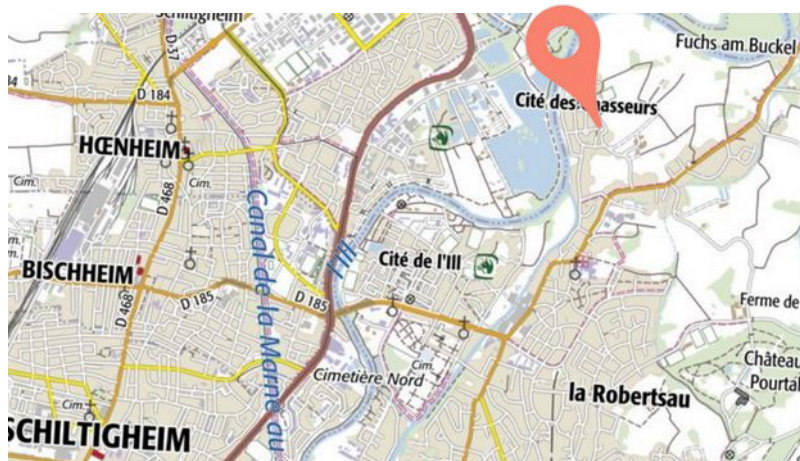 Schiltigheim
D 37
D 184
HŒNHEIM
Cim.
D 468
Cim.
BISCHHEIM
D 185
D 468
D 185
Canal de la Marne au
l'Ill
Cité de l'Ill
Cité des Chasseurs
Fuchs am Buckel
Ferme de
Château
Pourtal
Cimetière Nord
Cim.
la Robertsau
Cim.
SCHILTIGHEIM